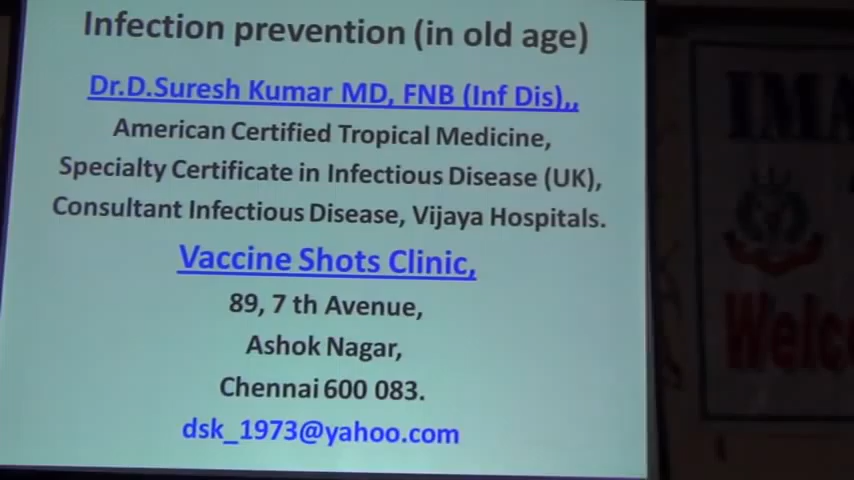 Infection prevention (in old age)
Dr.D.Suresh Kumar MD, FNB (Inf Dis),,
American Certified Tropical Medicine,
Specialty Certificate in Infectious Disease (UK),
Consultant Infectious Disease, Vijaya Hospitals.
Vaccine Shots Clinic,
89, 7 th Avenue,
Ashok Nagar,
Chennai 600 083.
dsk_1973@yahoo.com
IMA
Welc